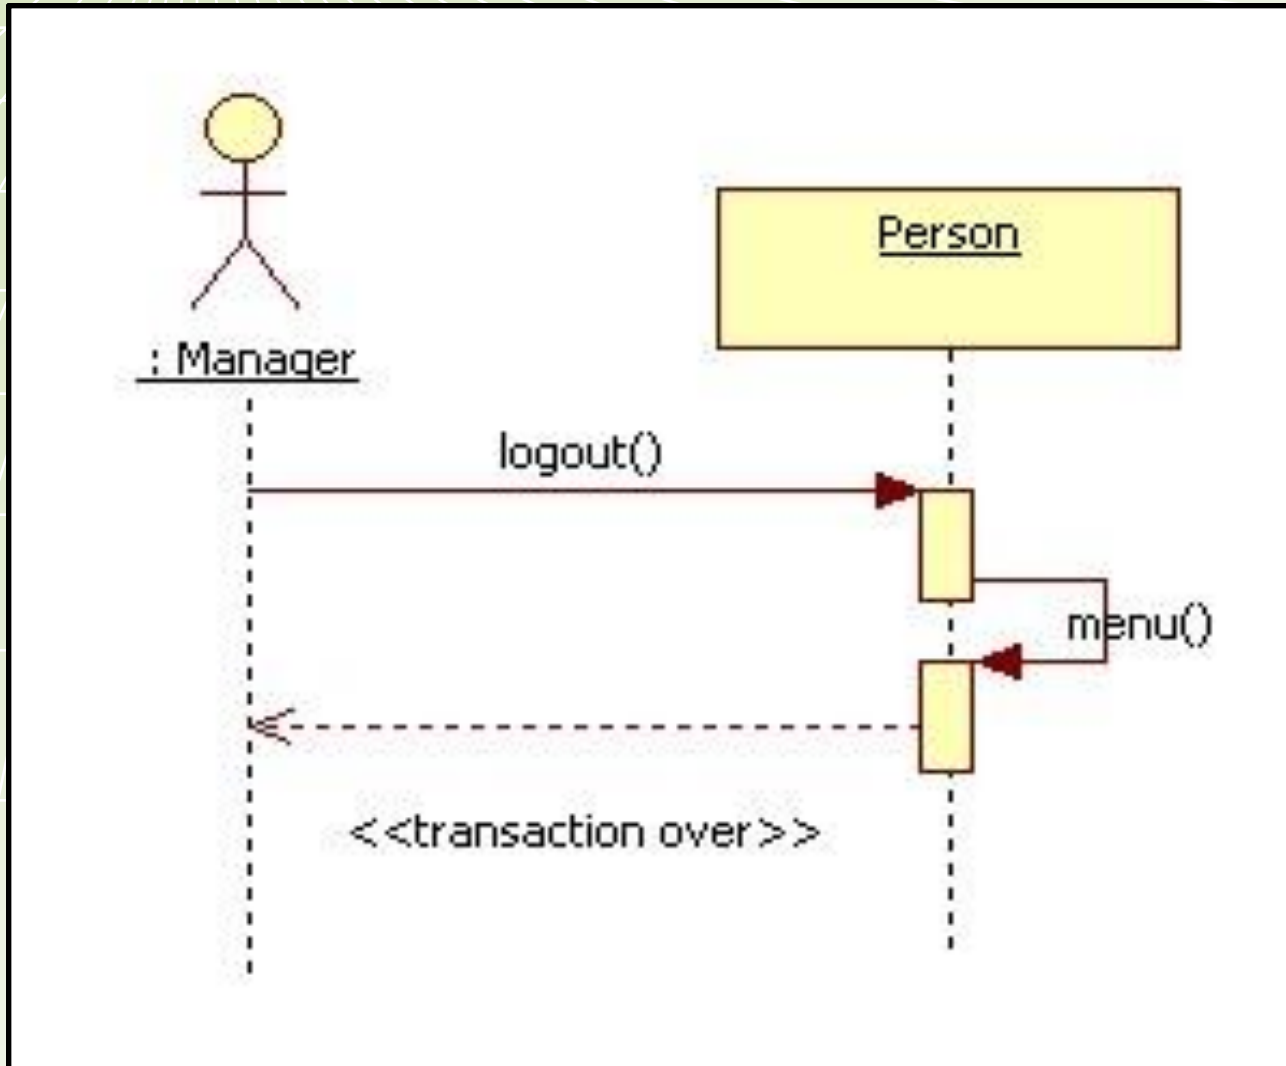 Person
: Manager
logout()
menu()
<<transaction over>>